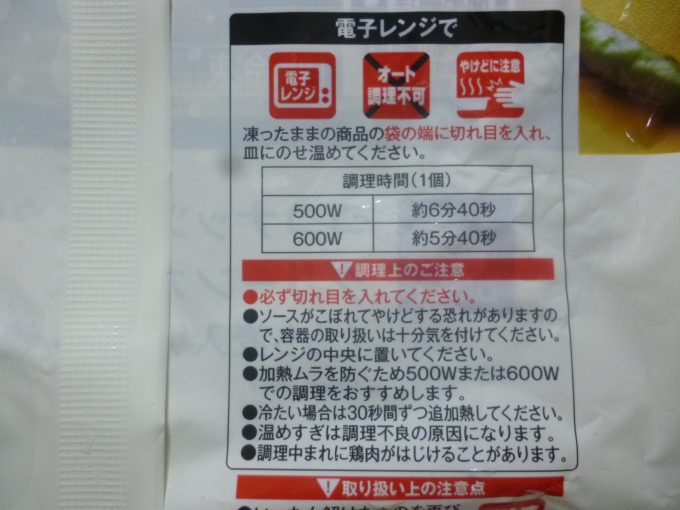 電子レンジで
電子
レンジ
オート
調理不可
やけどに注意
凍ったままの商品の袋の端に切れ目を入れ、
皿にのせ温めてください。
調理時間(1個)
500W 約6分40秒
600W 約5分40秒
調理上のご注意
●必ず切れ目を入れてください。
●ソースがこぼれてやけどする恐れがありますの
で、容器の取り扱いは十分気を付けてください。
●レンジの中央に置いてください。
●加熱ムラを防ぐため500Wまたは600W
での調理をおすすめします。
●冷たい場合は30秒間ずつ追加熱してください。
●温めすぎは調理不良の原因になります。
●調理中まれに鶏肉がはじけることがあります。
取り扱い上の注意点